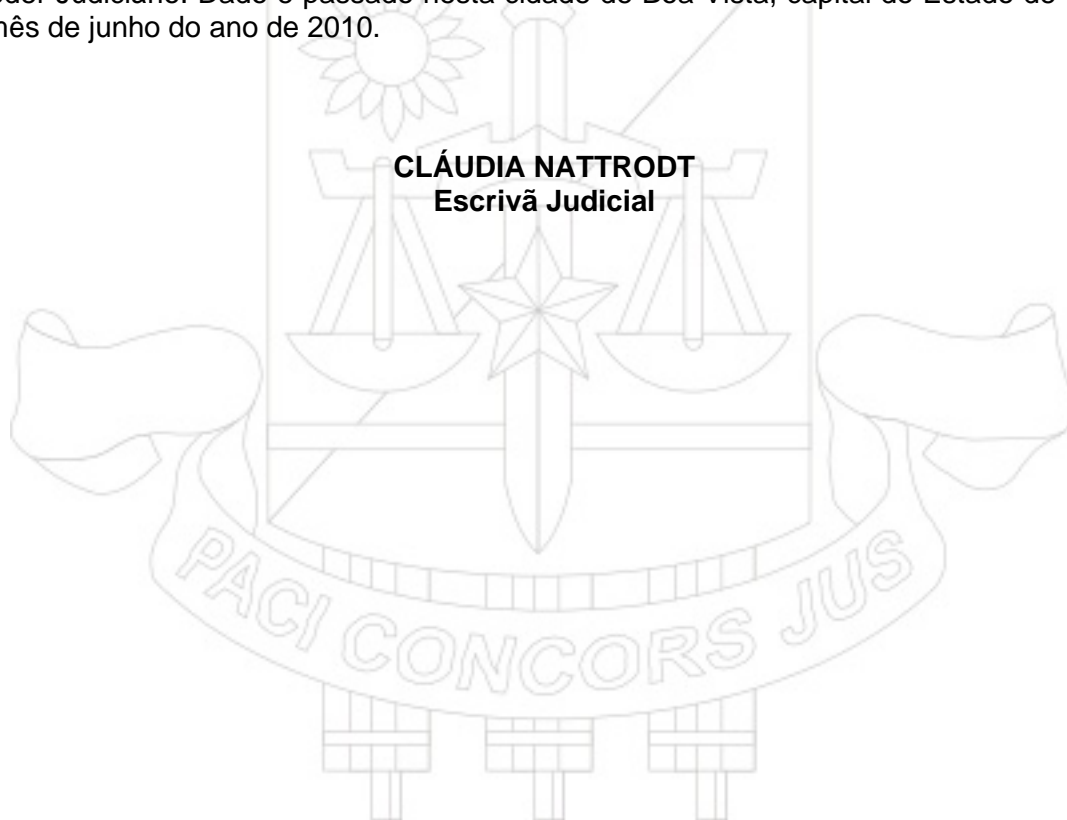 Judiciário. Dado e passado nesta cidade de Boa Vista, capital do Estado de
mês de junho do ano de 2010.
CLÁUDIA NATTRODT
Escrivã Judicial
PACI CONCORS JUS